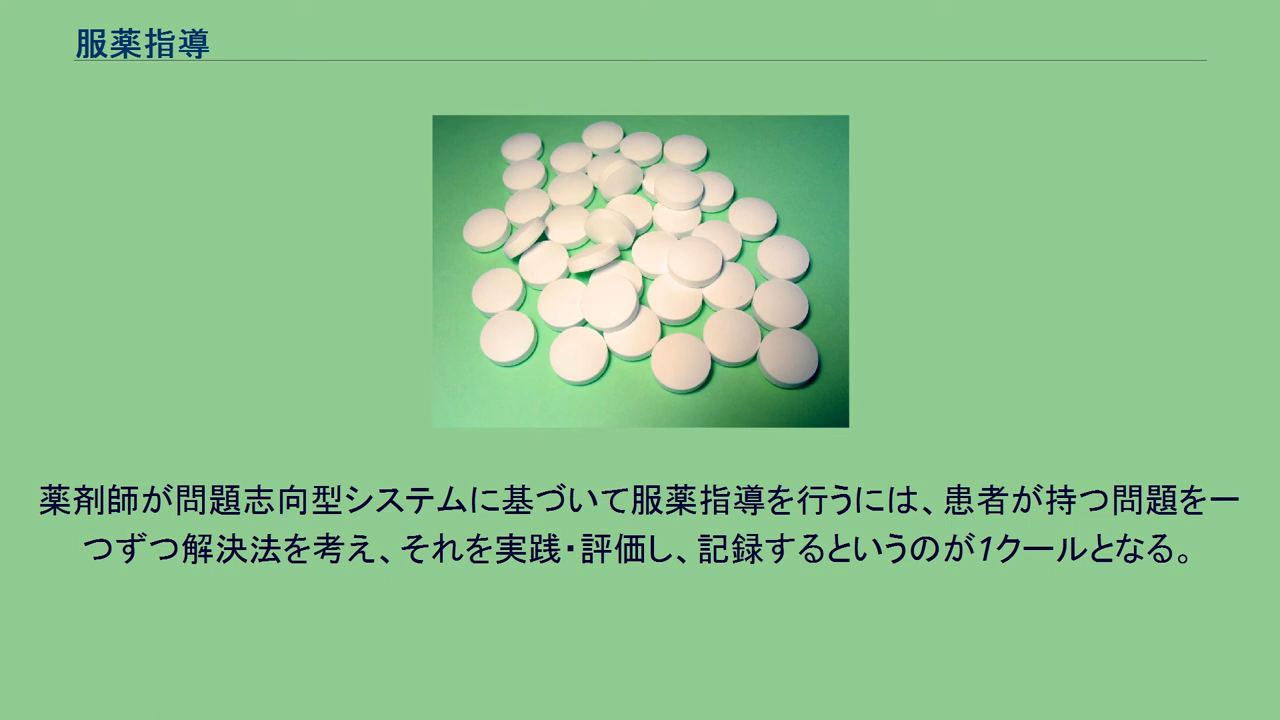 服薬指導
薬剤師が問題志向型システムに基づいて服薬指導を行うには、患者が持つ問題を一
つずつ解決法を考え、それを実践・評価し、記録するというのが1クールとなる。